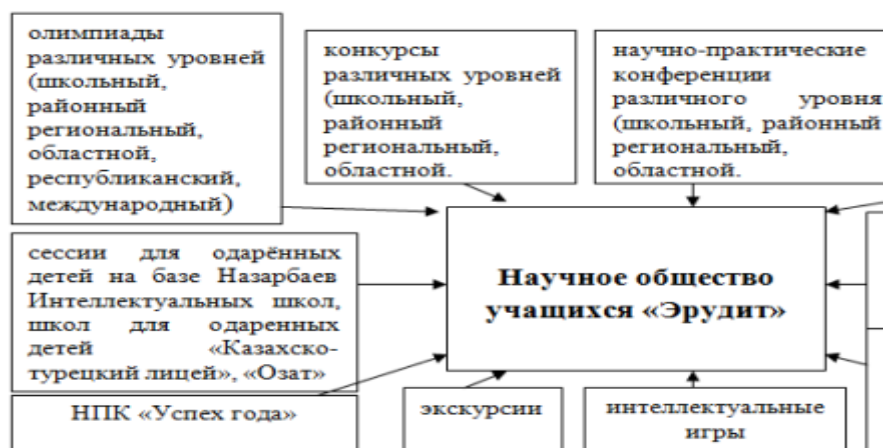 олимпиады
различных уровней
(школьный,
районный
региональный,
областной,
республиканский,
международный)
конкурсы
различных уровней
(школьный,
районный
региональный,
областной.
научно-практические
конференции
различного уровня
(школьный, районный
региональный,
областной.
сессии для одарённых
детей на базе Назарбаев
Интеллектуальных школ,
школ для одаренных
детей «Казахско-
турецкий лицей», «Озат»
Научное общество
учащихся «Эрудит»
НПК «Успех года»
экскурсии
интеллектуальные
игры